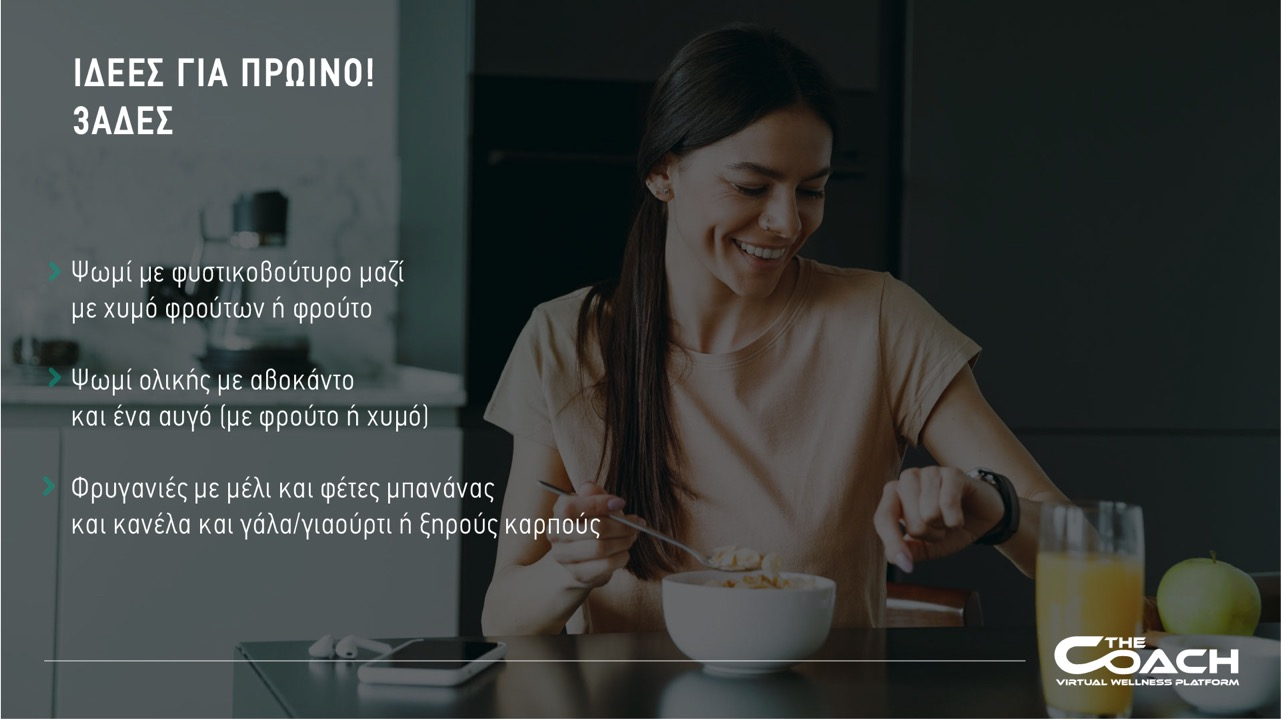 ΙΔΕΕΣ ΓΙΑ ΠΡΩΙΝΟ!
3ΑΔΕΣ
Ψωμί με φυστικοβούτυρο μαζί
με χυμό φρούτων ή φρούτο
Ψωμί ολικής με αβοκάντο
και ένα αυγό (με φρούτο ή χυμό)
Φρυγανιές με μέλι και φέτες μπανάνας
και κανέλα και γάλα/γιαούρτι ή ξηρούς καρπούς
THE
COACH
VIRTUAL WELLNESS PLATFORM